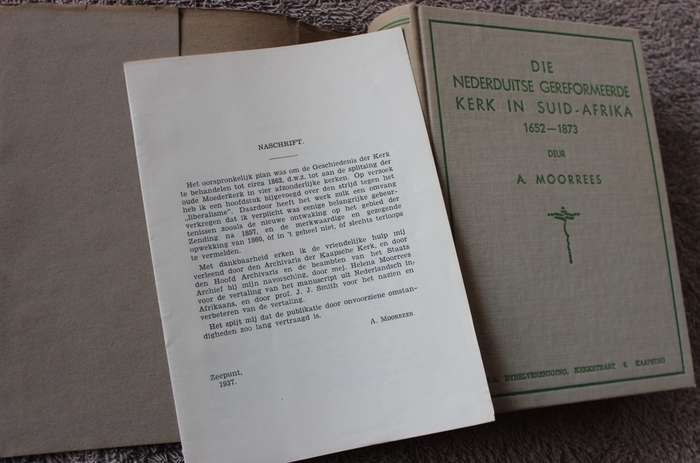 NASCHRIFT.
Het oorspronkelijk plan was om de Geschiedenis der Kerk
te behandelen tot circa 1862, d.w.z. tot aan de splitsing der
oude Moederkerk in vier afzonderlijke kerken. Op verzoek
heb ik een hoofdstuk bijgevoegd over den strijd tegen het
„liberalisme”. Daardoor heeft het werk zulk een omvang
verkregen dat ik verplicht was eenige belangrijke gebeur-
tenissen zooals de nieuwe ontwaking op het gebied der
Zending na 1857, en de merkwaardige en gezegende
opwekking van 1860, óf in 't geheel niet, óf slechts terloops
te vermelden.
Met dankbaarheid erken ik de vriendelijke hulp mij
verleend door den Archivaris der Kaapsche Kerk, en door
den Hoofd Archivaris en de beambten van het Staats
Archief bij mijn navorsching, door mej. Helena Moorrees
voor de vertaling van het manuscript uit Nederlandsch in-
Afrikaans, en door prof. J. J. Smith voor het nazien en
verbeteren van de vertaling.
Het spijt mij dat de publikatie door onvoorziene omstan-
digheden zoo lang vertraagd is.
A. MOORREES
Zeepunt,
1937.
DIE
NEDERDUITSE GEREFORMEERDE
KERK IN SUID-AFRIKA
1652—1873
DEUR
A. MOORREES
BYBELVERENIGING, KERKSTRAAT 6, KAAPSTAD